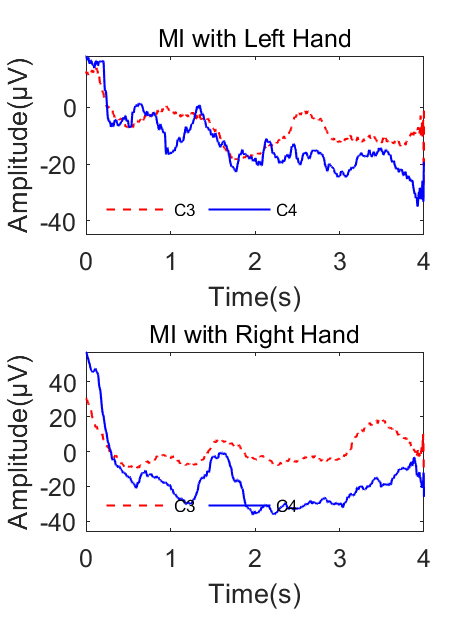 MI with Left Hand
Amplitude(μV)
0
-20
-40
C3
C4
0 1 2 3 4
Time(s)
MI with Right Hand
Amplitude(μV)
40
20
0
-20
-40
C3
C4
0 1 2 3 4
Time(s)